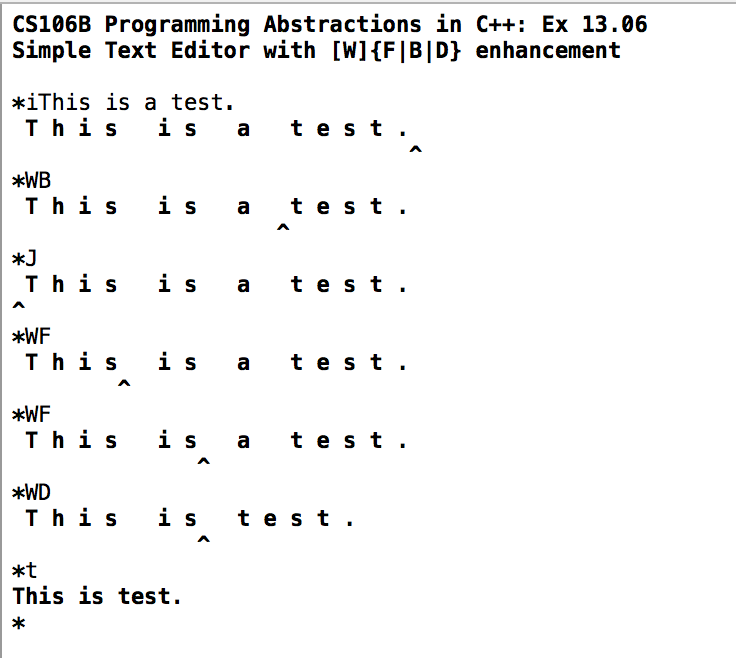 CS106B Programming Abstractions in C++: Ex 13.06
Simple Text Editor with [W]{F|B|D} enhancement
*iThis is a test.
 T h i s   i s   a   t e s t .
                              ^
*WB
 T h i s   i s   a   t e s t .
                    ^
*J
 T h i s   i s   a   t e s t .
^
*WF
 T h i s   i s   a   t e s t .
        ^
*WF
 T h i s   i s   a   t e s t .
              ^
*WD
 T h i s   i s   t e s t .
              ^
*t
This is test.
*